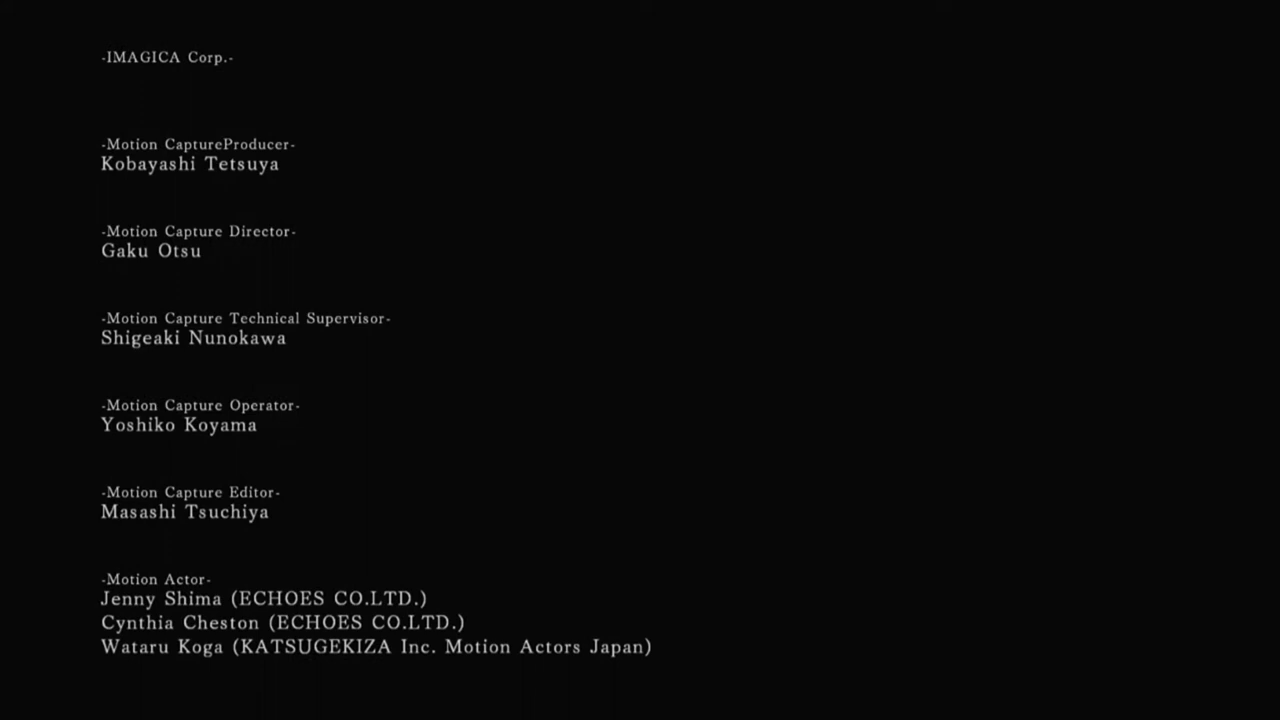 -IMAGICA Corp.-
-Motion CaptureProducer-
Kobayashi Tetsuya
-Motion Capture Director-
Gaku Otsu
-Motion Capture Technical Supervisor-
Shigeaki Nunokawa
-Motion Capture Operator-
Yoshiko Koyama
-Motion Capture Editor-
Masashi Tsuchiya
-Motion Actor-
Jenny Shima (ECHOES CO.LTD.)
Cynthia Cheston (ECHOES CO.LTD.)
Wataru Koga (KATSUGEKIZA Inc. Motion Actors Japan)